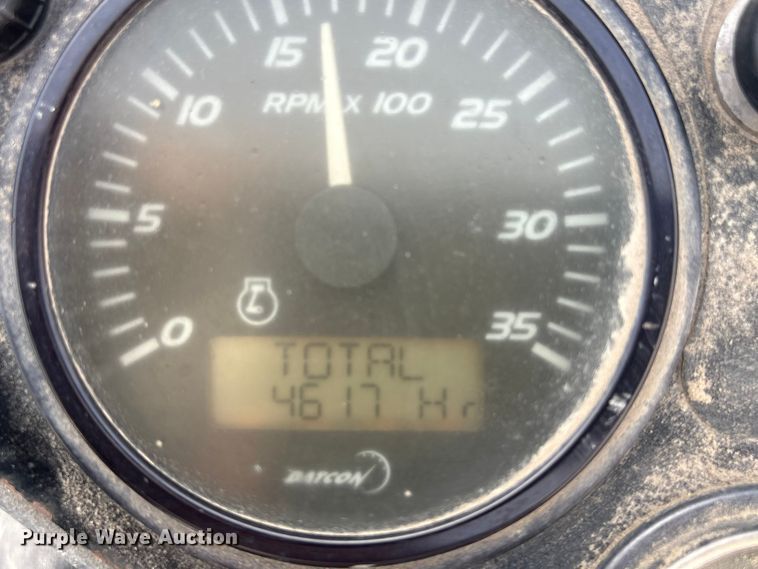 15 20
RPM X 100
10 25
5 30
0 35
TOTAL
4617 Hr
DATCON
Purple Wave Auction